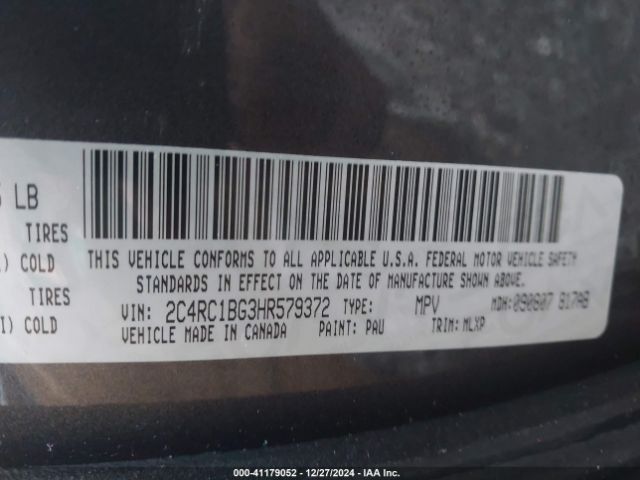 LB
TIRES
COLD
TIRES
COLD
THIS VEHICLE CONFORMS TO ALL APPLICABLE U.S.A. FEDERAL MOTOR VEHICLE SAFETY
STANDARDS IN EFFECT ON THE DATE OF MANUFACTURE SHOWN ABOVE.
VIN: 2C4RC1BG3HR579372 TYPE: MPV MDH:
VEHICLE MADE IN CANADA PAINT: PAU TRIM: MLXP
000-41179052 — 12/27/2024 — IAA Inc.